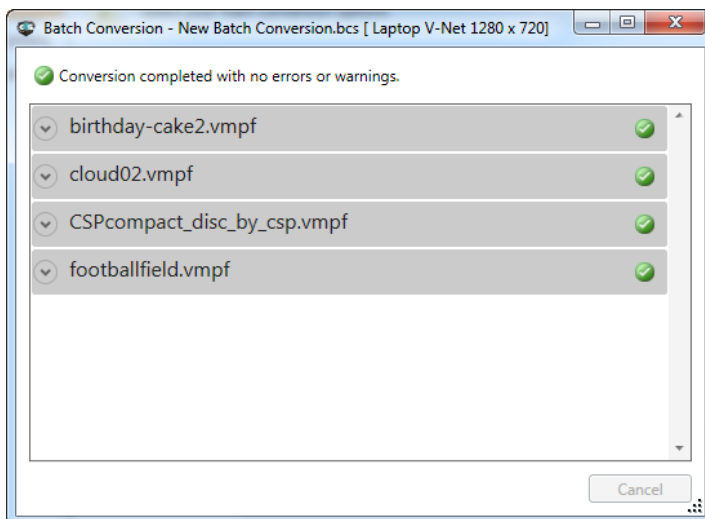 Batch Conversion - New Batch Conversion.bcs [ Laptop V-Net 1280 x 720]
Conversion completed with no errors or warnings.
birthday-cake2.vmpf
cloud02.vmpf
CSPcompact_disc_by_csp.vmpf
footballfield.vmpf
Cancel